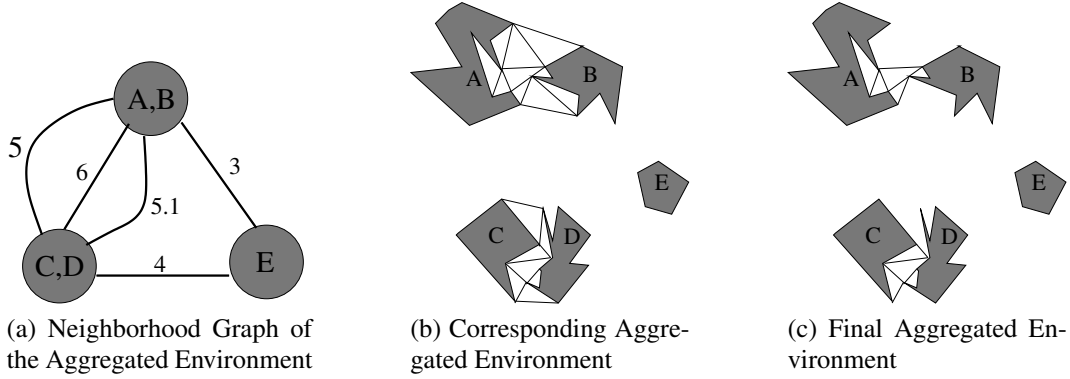 A,B
5
6
3
5.1
C,D
4
E
(a) Neighborhood Graph of
the Aggregated Environment
A
B
E
C
D
(b) Corresponding Aggre-
gated Environment
A
B
E
C
D
(c) Final Aggregated En-
vironment